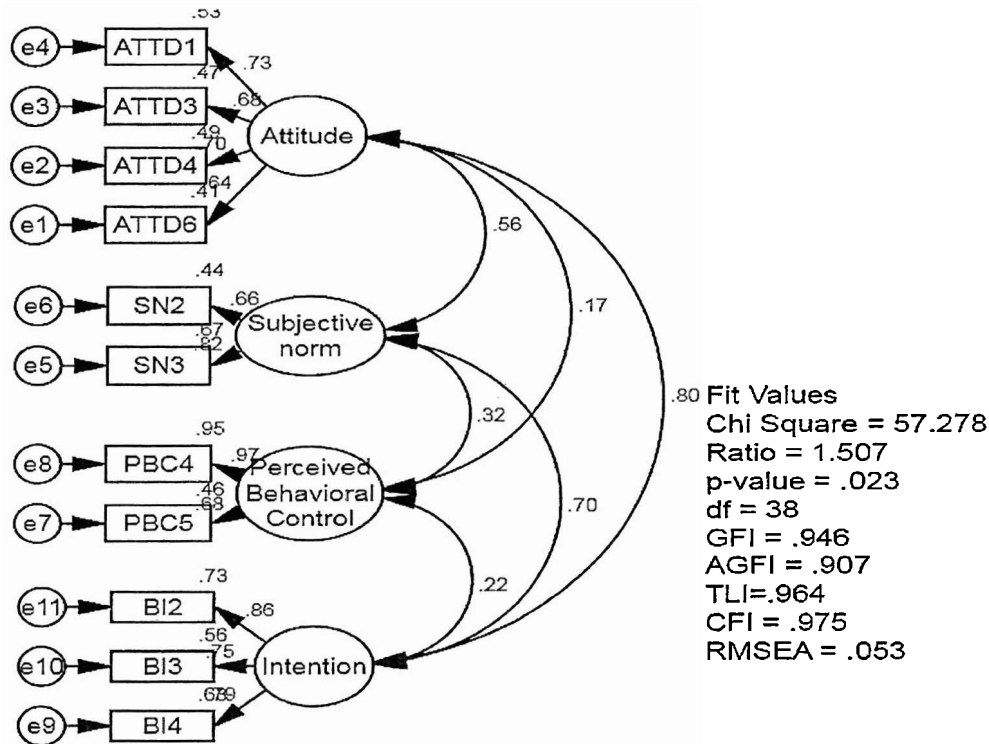 .53
e4 ATTD1
.73
.47
e3 ATTD3
.68
.49
e2 ATTD4
.70
.64
.41
e1 ATTD6
Attitude
.56
.17
.80
.44
e6 SN2
.66
.67
e5 SN3
.82
Subjective
norm
.32
.70
.95
e8 PBC4
.97
.46
e7 PBC5
.68
Perceived
Behavioral
Control
.22
.73
e11 BI2
.86
.56
e10 BI3
.75
.79
e9 BI4
Intention
Fit Values
Chi Square = 57.278
Ratio = 1.507
p-value = .023
df = 38
GFI = .946
AGFI = .907
TLI=.964
CFI = .975
RMSEA = .053